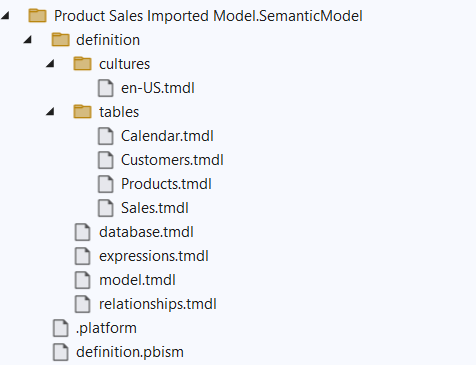 Product Sales Imported Model.SemanticModel
definition
cultures
en-US.tmdl
tables
Calendar.tmdl
Customers.tmdl
Products.tmdl
Sales.tmdl
database.tmdl
expressions.tmdl
model.tmdl
relationships.tmdl
.platform
definition.pbism